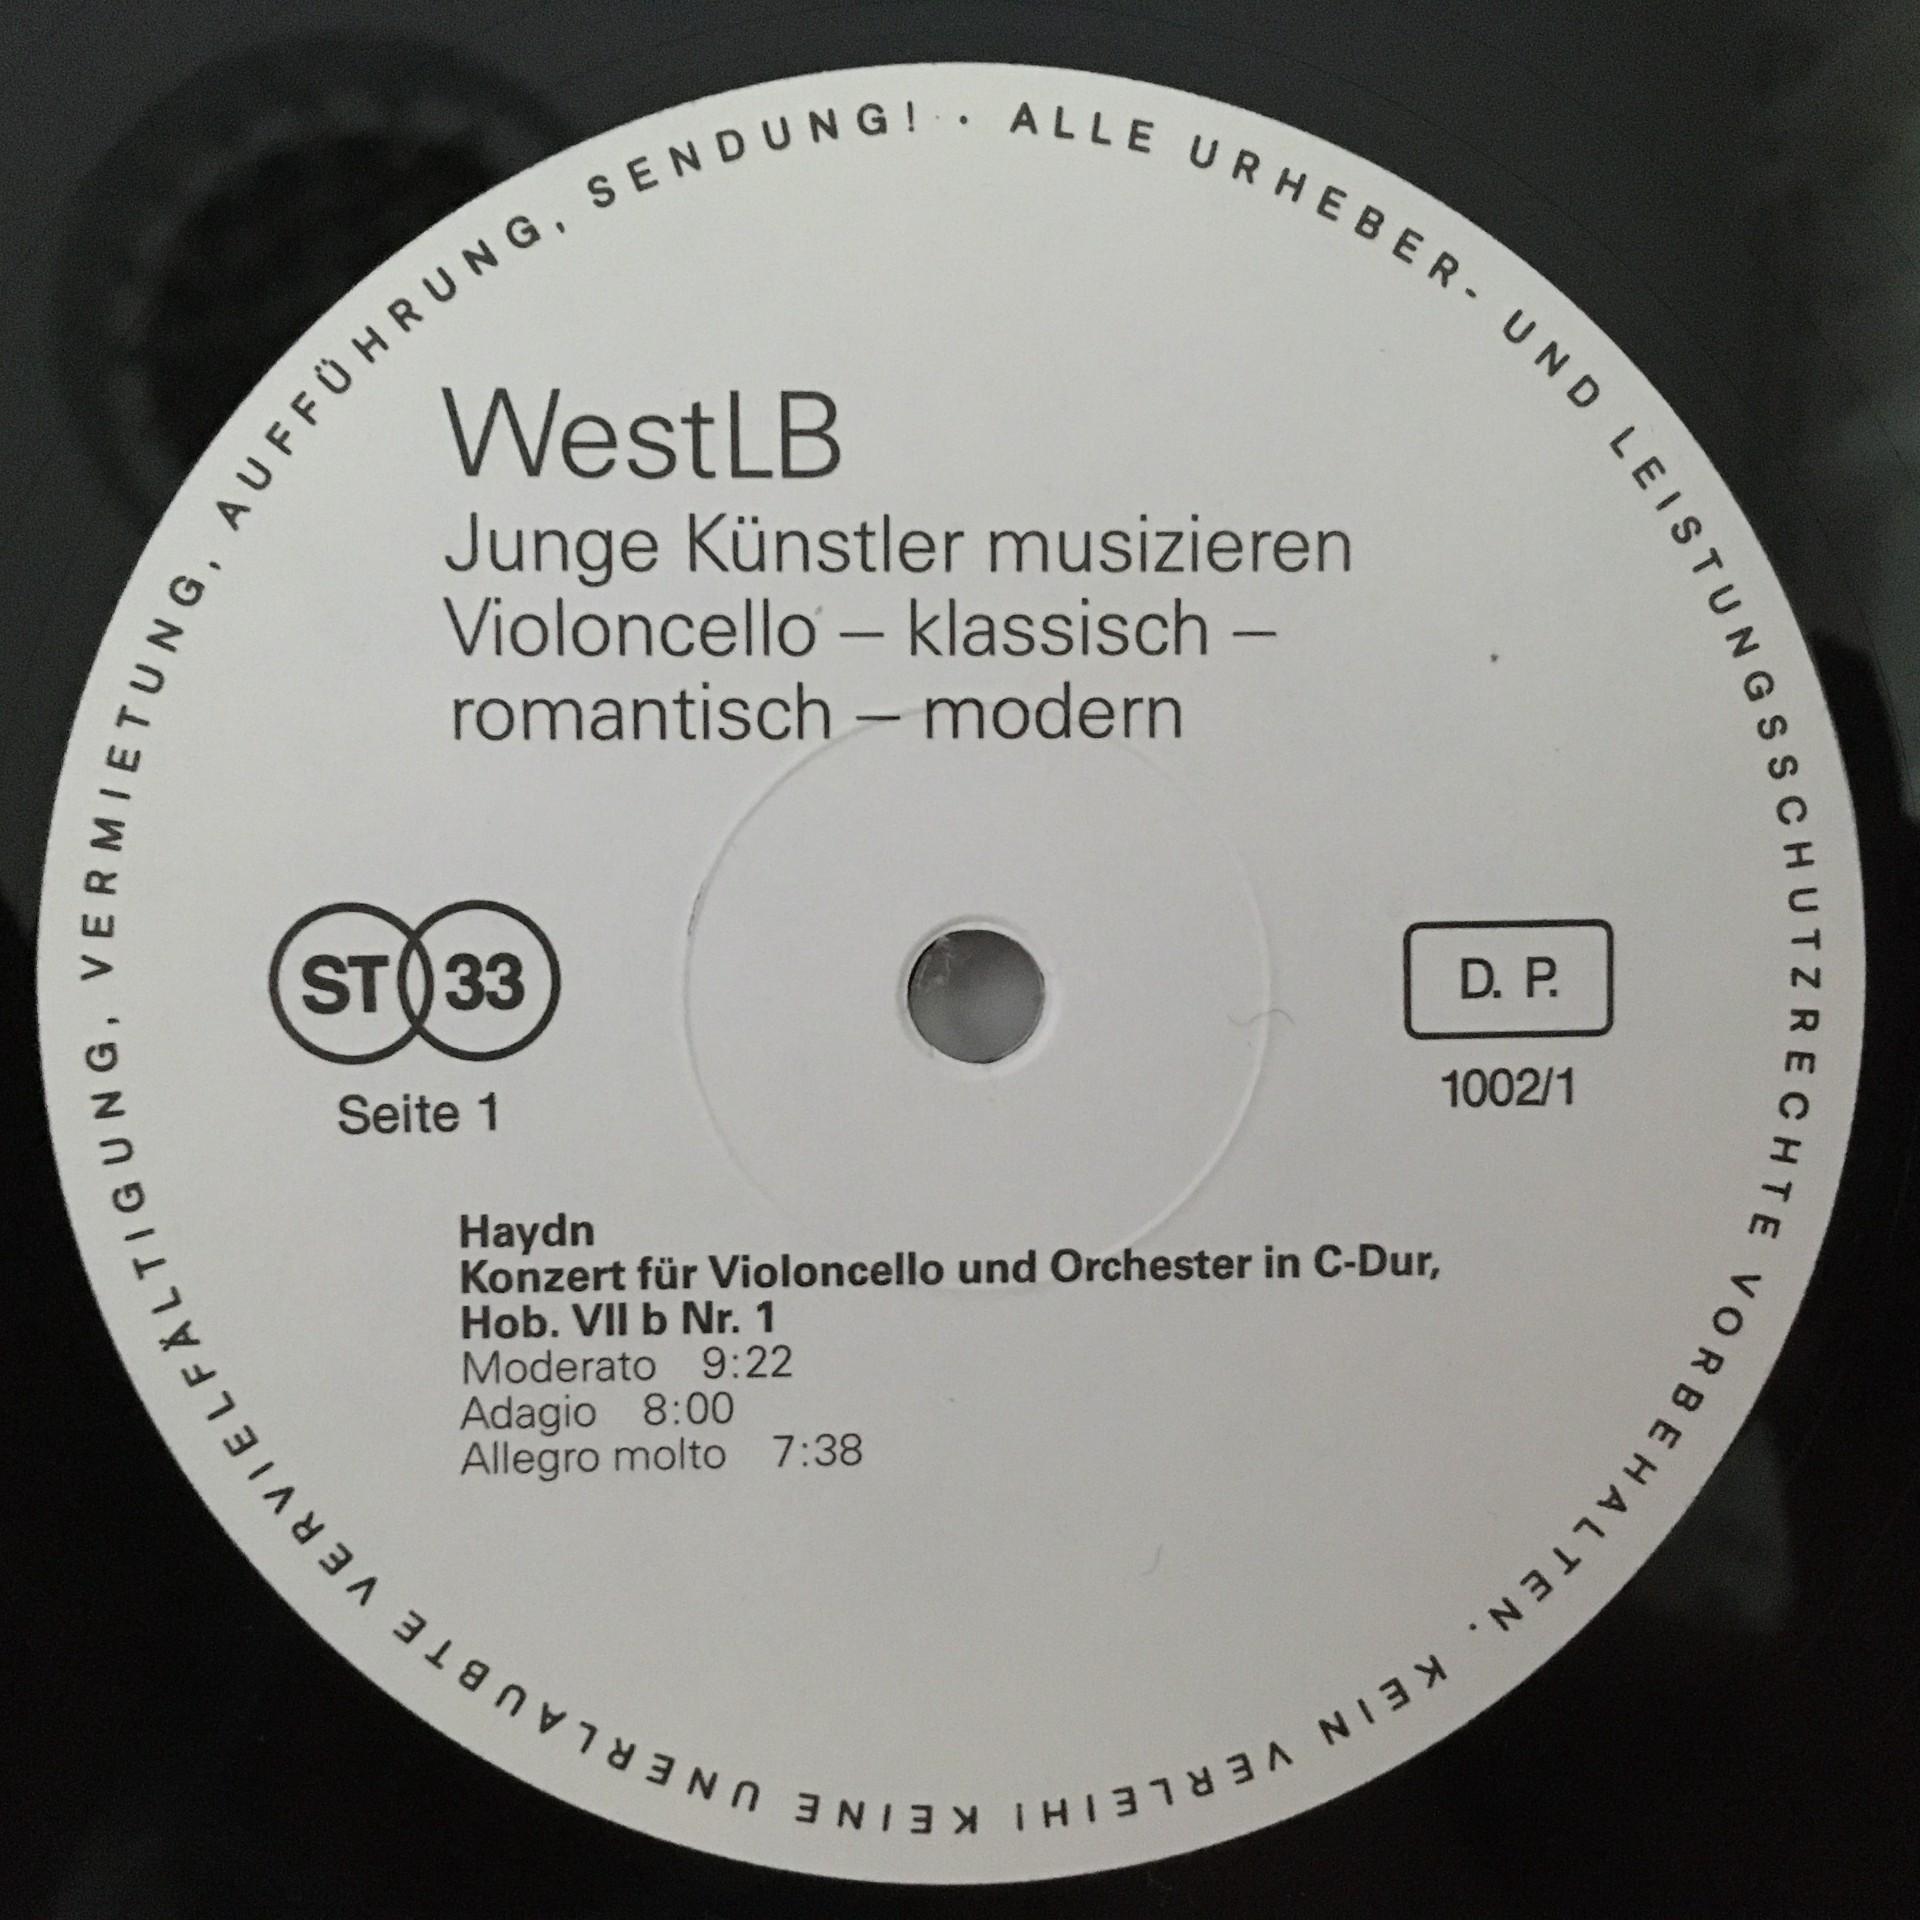 ALLE URHEBER- UND LEISTUNGSSCHUTZRECHTE VORBEHALTEN. KEIN VERLEIH! KEINE UNERLAUBTE VERVIELFÄLTIGUNG, VERMIETUNG, AUFFÜHRUNG, SENDUNG! ·
WestLB
Junge Künstler musizieren
Violoncello – klassisch –
romantisch – modern
ST 33
Seite 1
D. P.
1002/1
Haydn
Konzert für Violoncello und Orchester in C-Dur,
Hob. VII b Nr. 1
Moderato 9:22
Adagio 8:00
Allegro molto 7:38